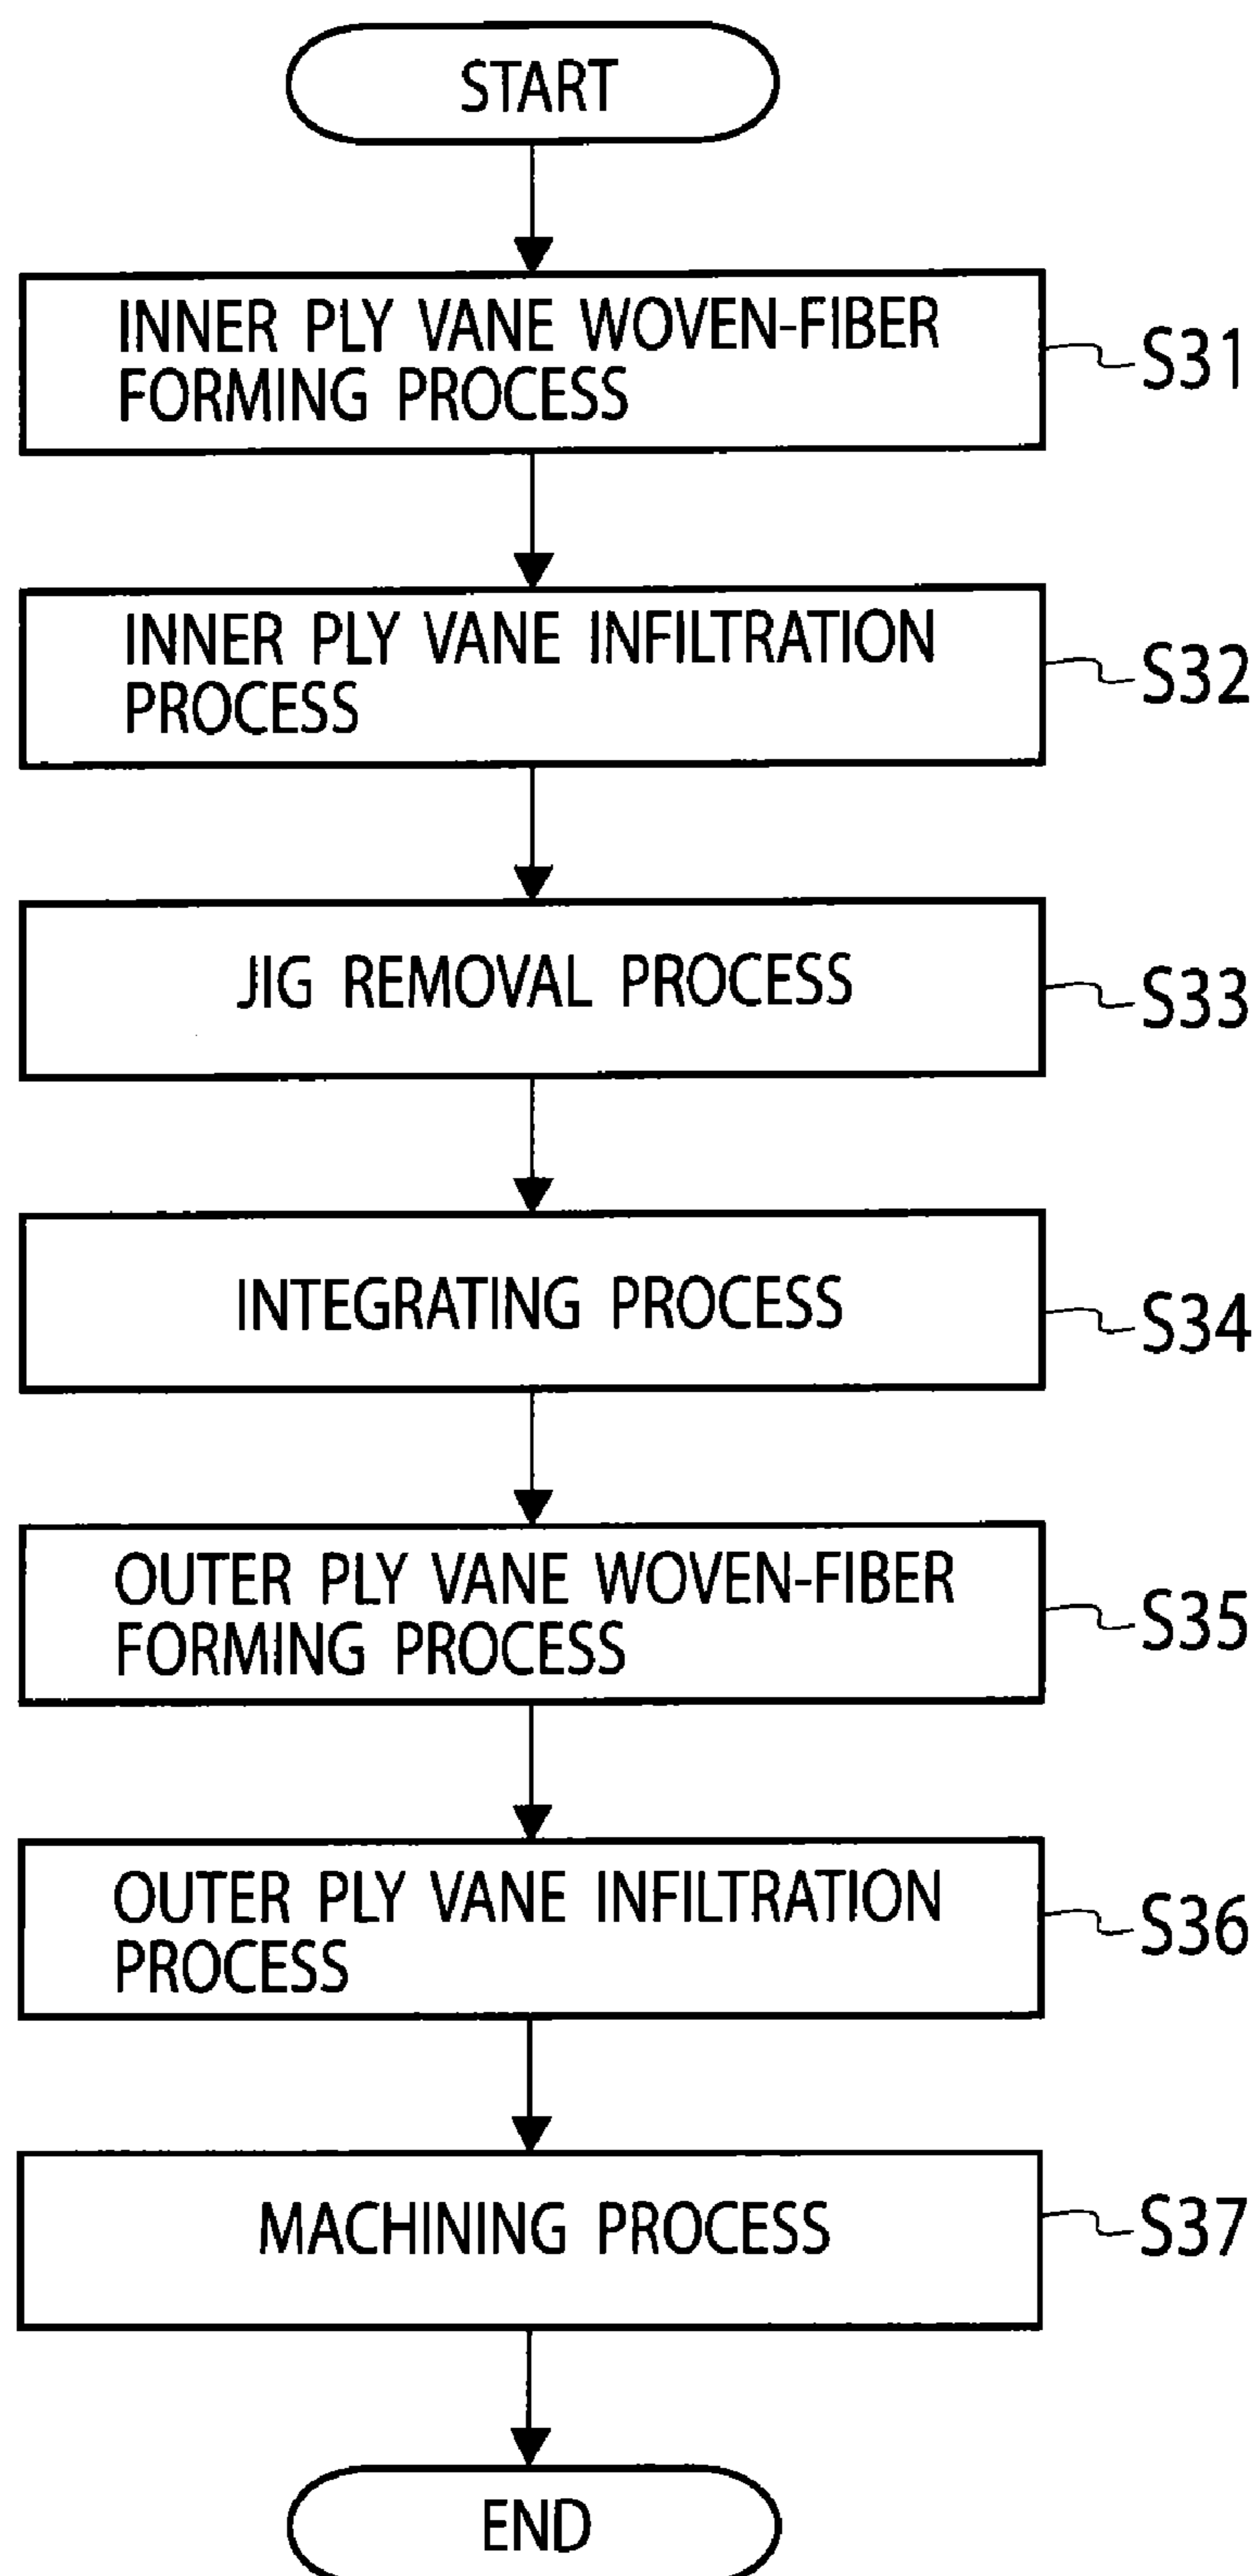 START
INNER PLY VANE WOVEN-FIBER
FORMING PROCESS
S31
INNER PLY VANE INFILTRATION
PROCESS
S32
JIG REMOVAL PROCESS
S33
INTEGRATING PROCESS
S34
OUTER PLY VANE WOVEN-FIBER
FORMING PROCESS
S35
OUTER PLY VANE INFILTRATION
PROCESS
S36
MACHINING PROCESS
S37
END